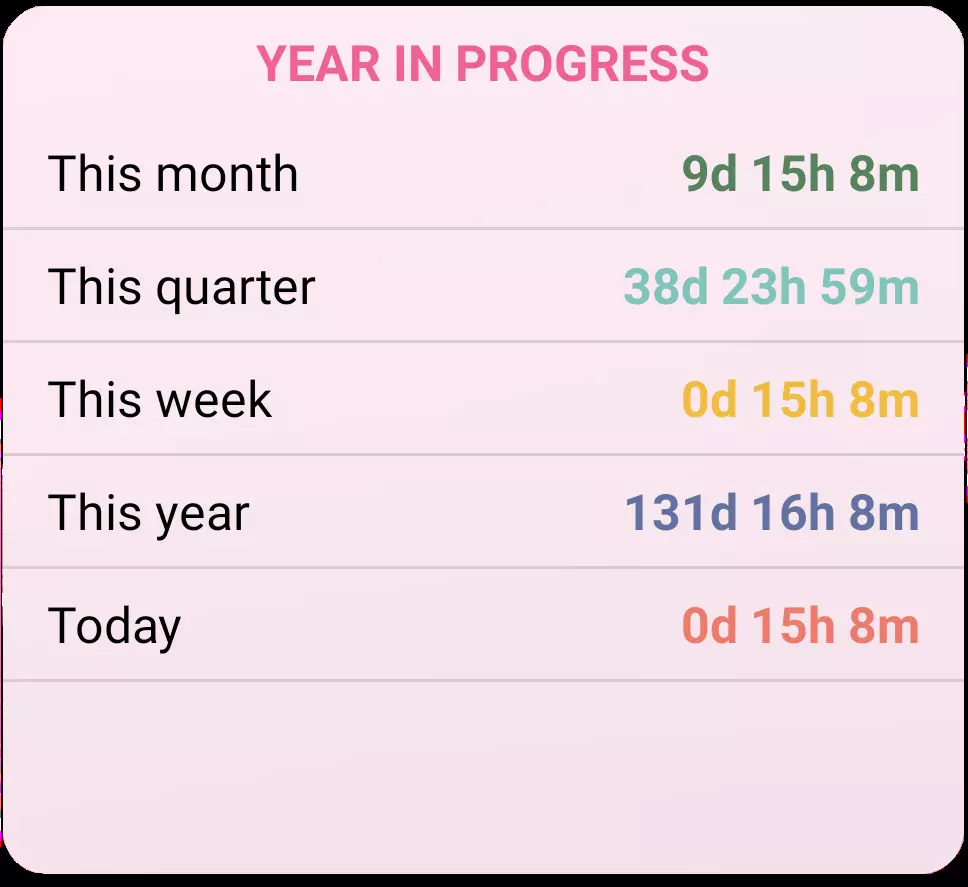 YEAR IN PROGRESS
This month 9d 15h 8m
This quarter 38d 23h 59m
This week 0d 15h 8m
This year 131d 16h 8m
Today 0d 15h 8m